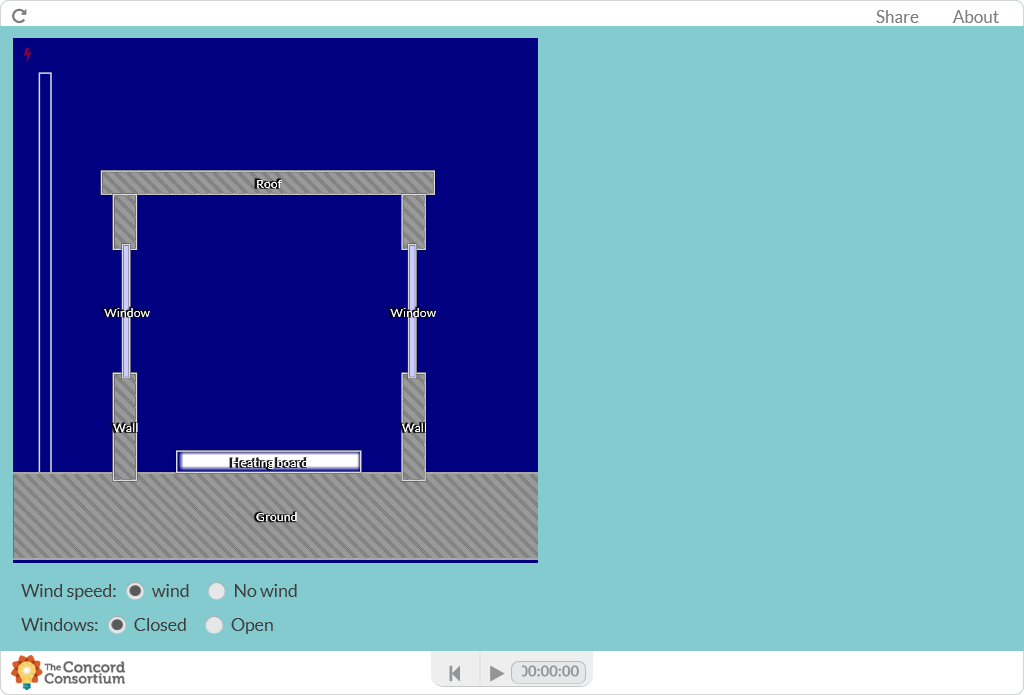 Share About
Roof
Window Window
Wall Wall
Heating board
Ground
Wind speed: wind No wind
Windows: Closed Open
The Concord
Consortium
00:00:00